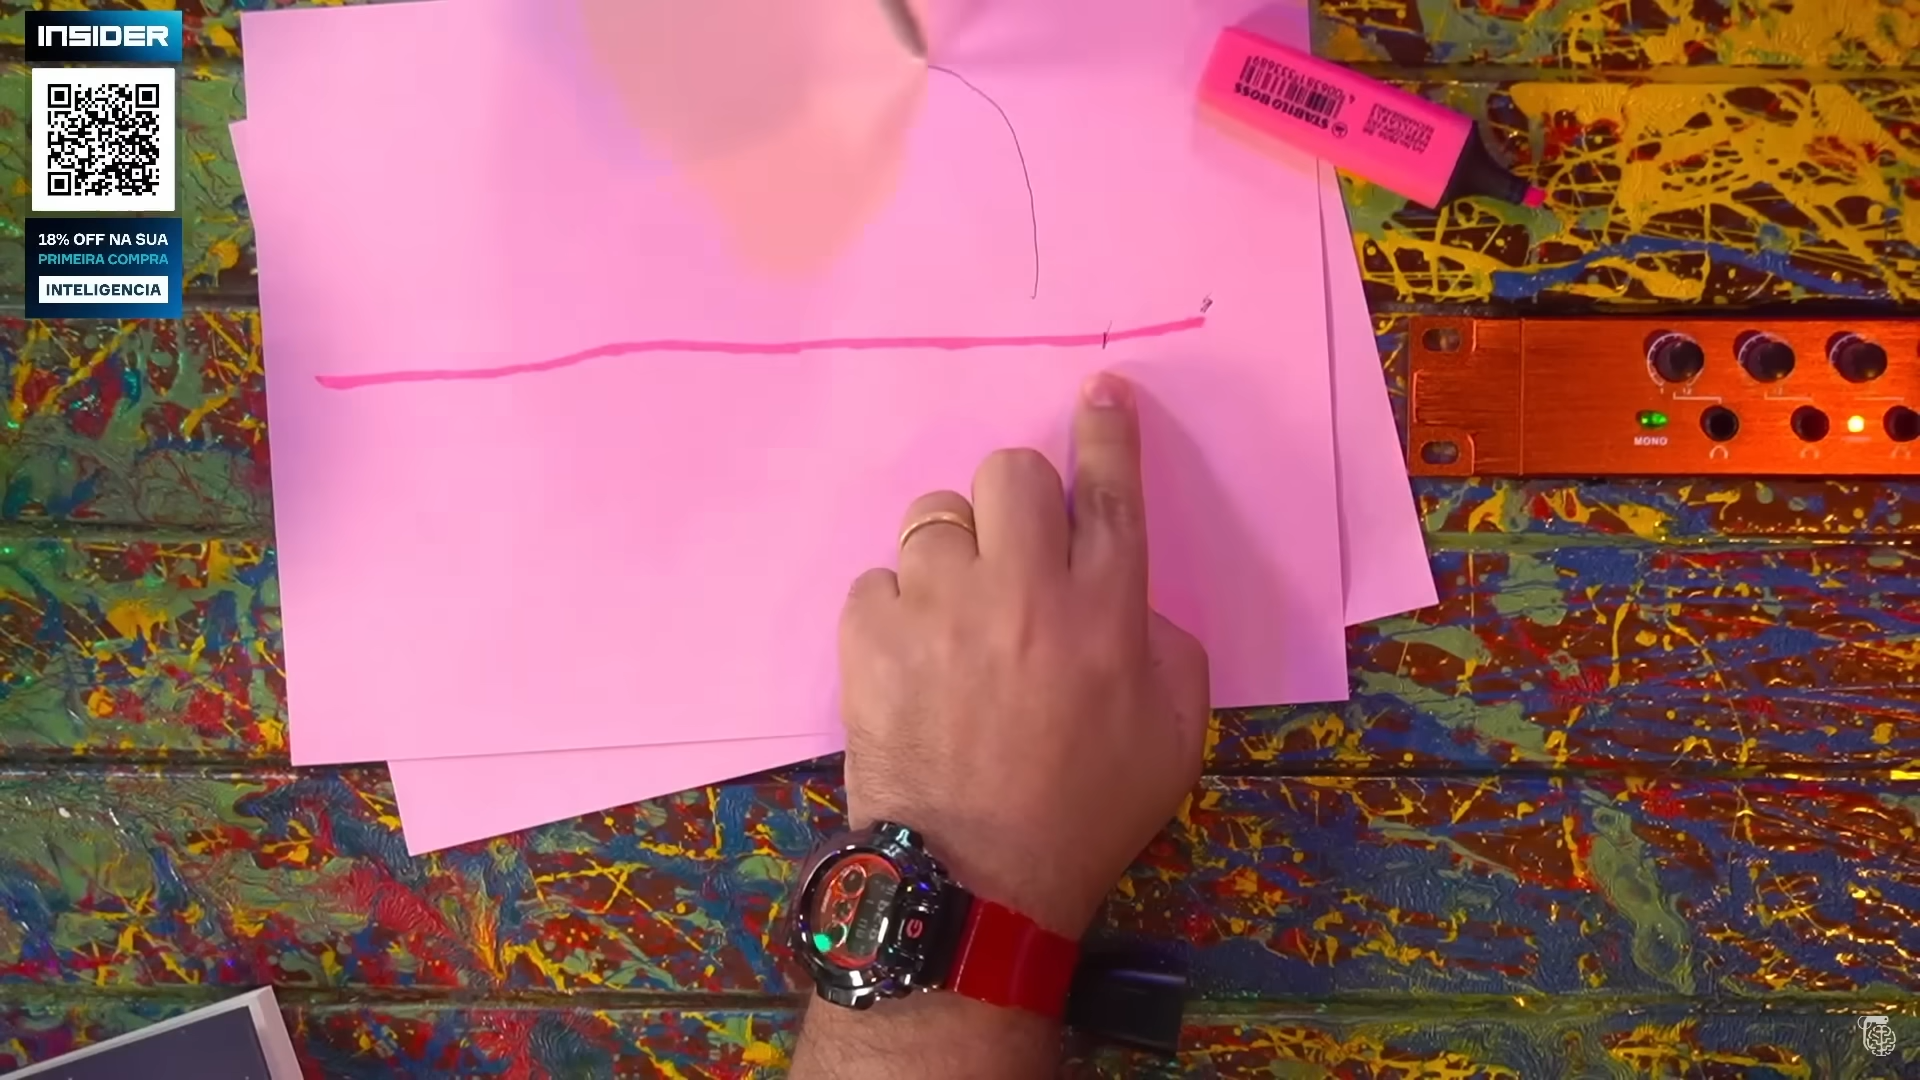 INSIDER
18% OFF NA SUA
PRIMEIRA COMPRA
INTELIGENCIA
STABILO BOSS
MONO
G